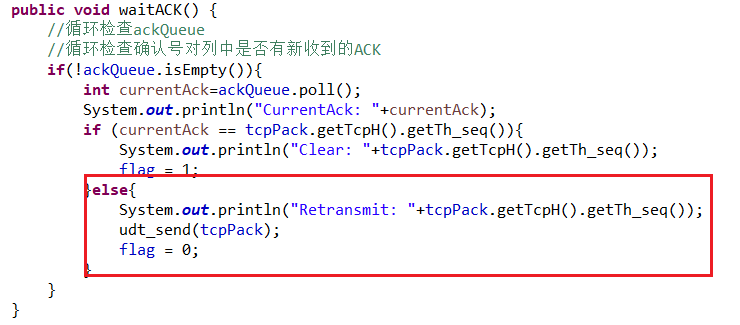 public void waitACK() {
    //循环检查ackQueue
    //循环检查确认号对列中是否有新收到的ACK
    if(!ackQueue.isEmpty()){
        int currentAck=ackQueue.poll();
        System.out.println("CurrentAck: "+currentAck);
        if (currentAck == tcpPack.getTcpH().getTh_seq()){
            System.out.println("Clear: "+tcpPack.getTcpH().getTh_seq());
            flag = 1;
        }else{
            System.out.println("Retransmit: "+tcpPack.getTcpH().getTh_seq());
            udt_send(tcpPack);
            flag = 0;
        }
    }
}